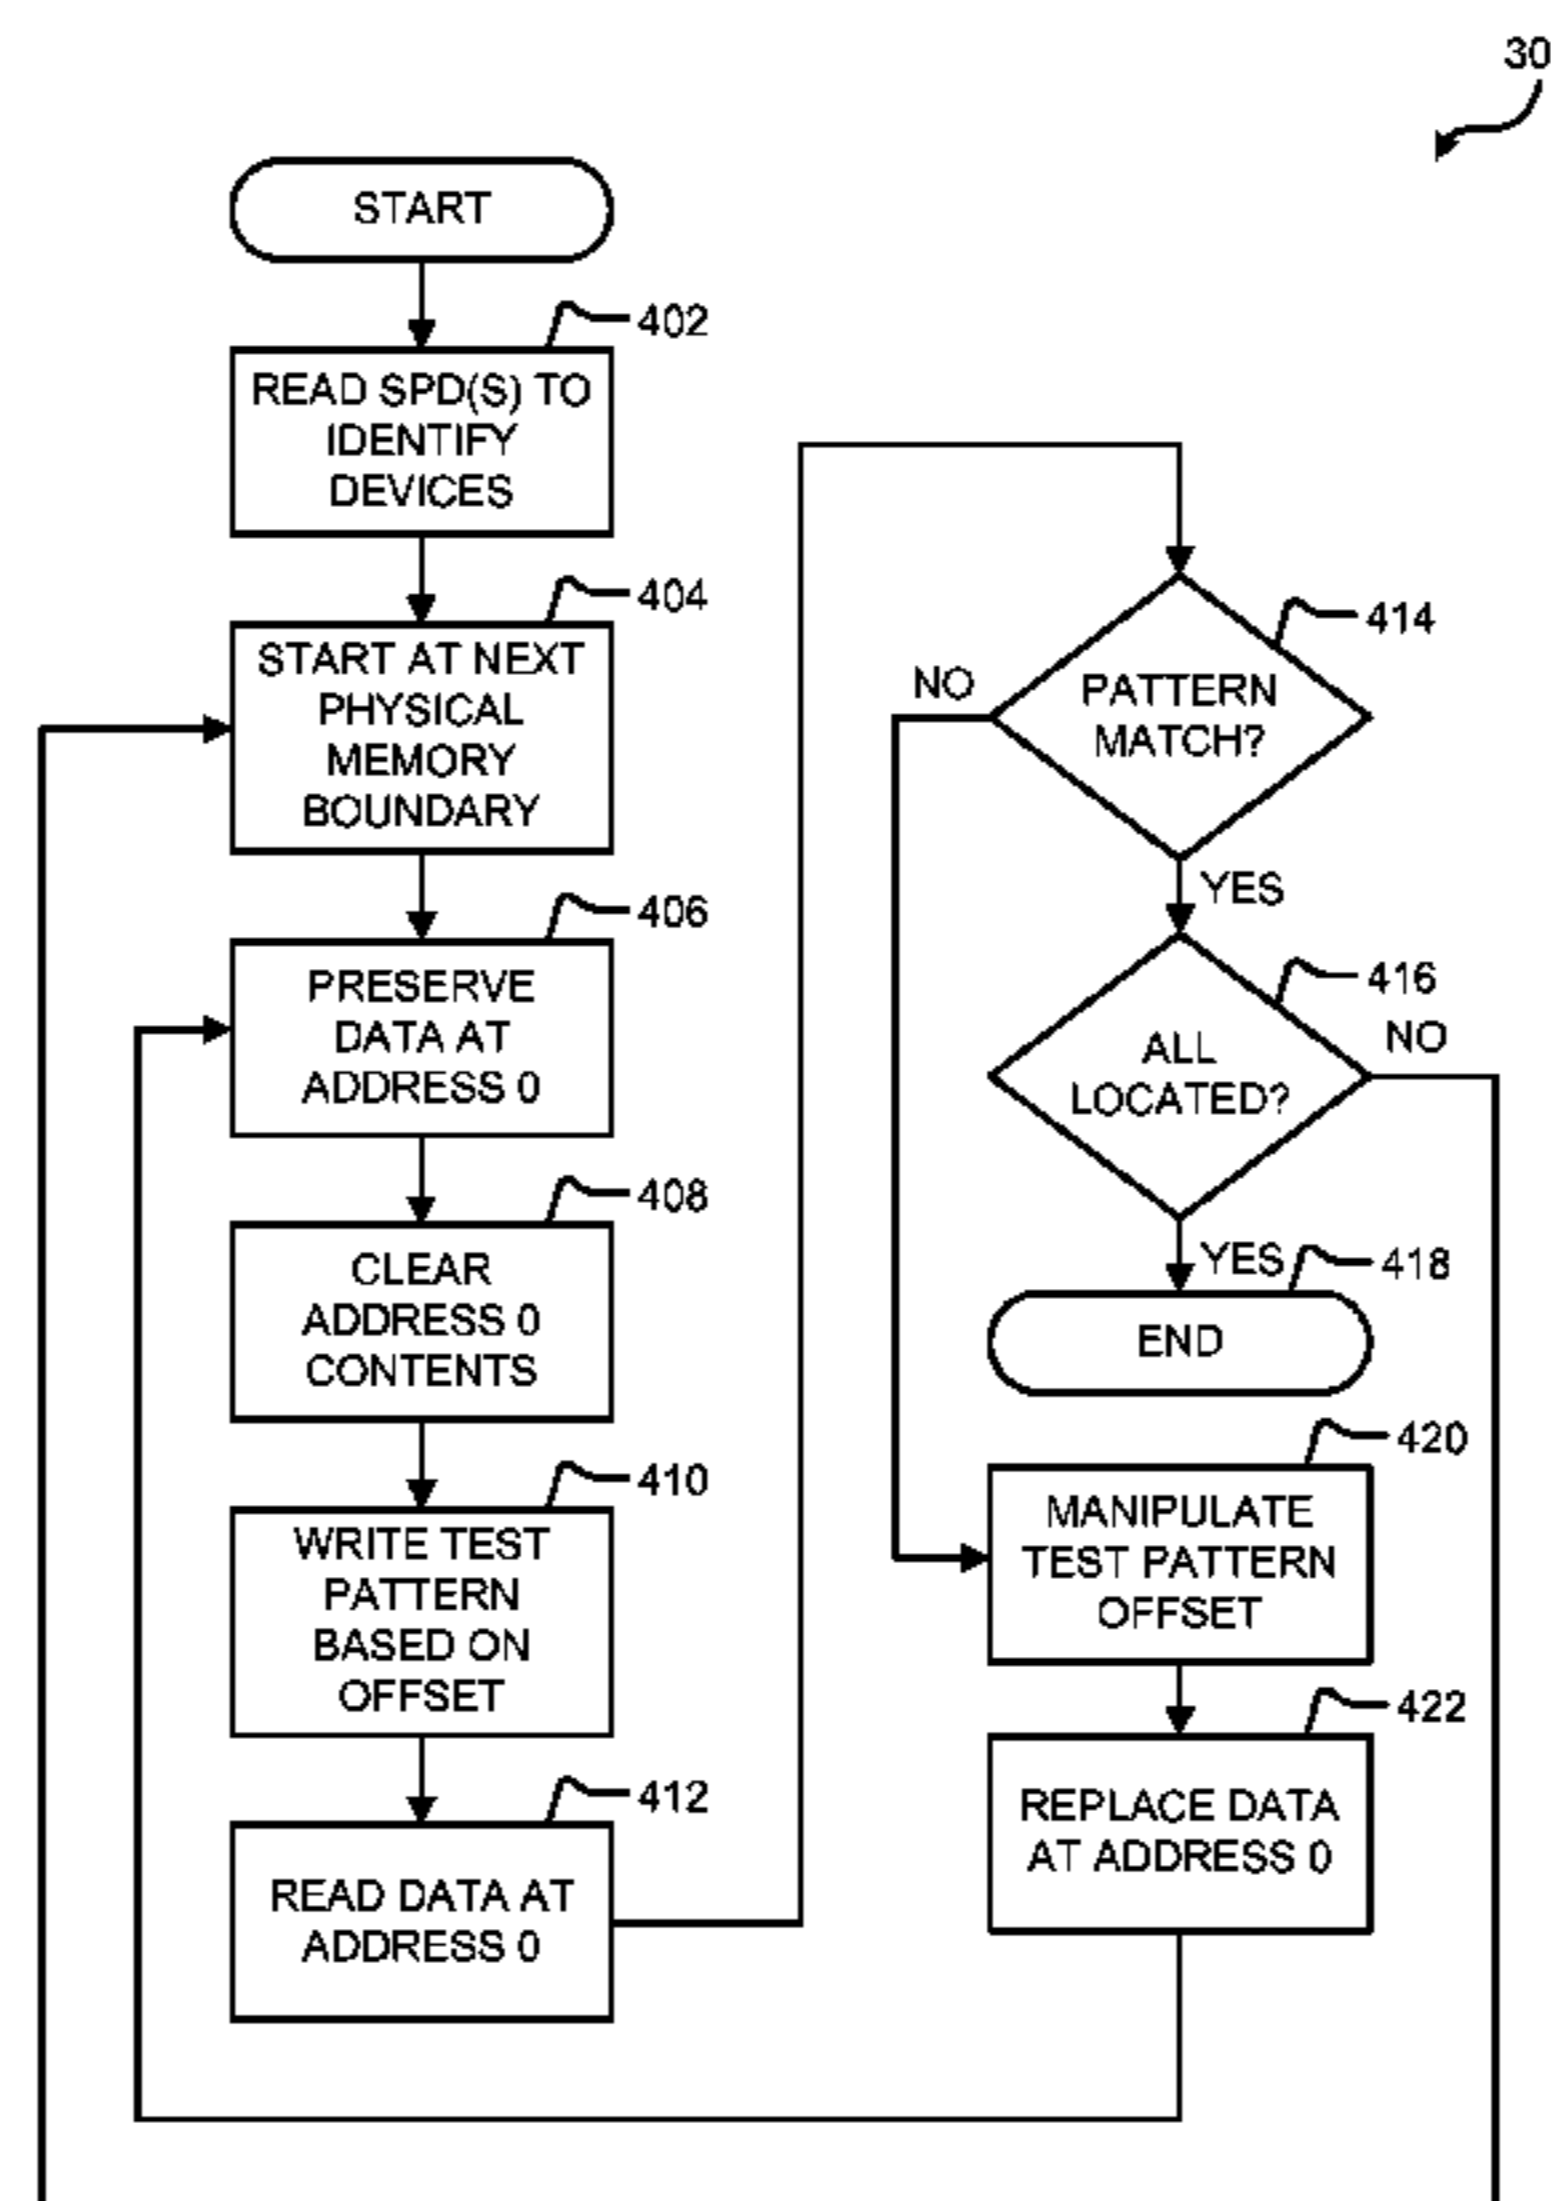 30
START
402
READ SPD(S) TO
IDENTIFY
DEVICES
404
START AT NEXT
PHYSICAL
MEMORY
BOUNDARY
406
PRESERVE
DATA AT
ADDRESS 0
408
CLEAR
ADDRESS 0
CONTENTS
410
WRITE TEST
PATTERN
BASED ON
OFFSET
412
READ DATA AT
ADDRESS 0
414
NO
PATTERN
MATCH?
YES
416
NO
ALL
LOCATED?
YES
418
END
420
MANIPULATE
TEST PATTERN
OFFSET
422
REPLACE DATA
AT ADDRESS 0